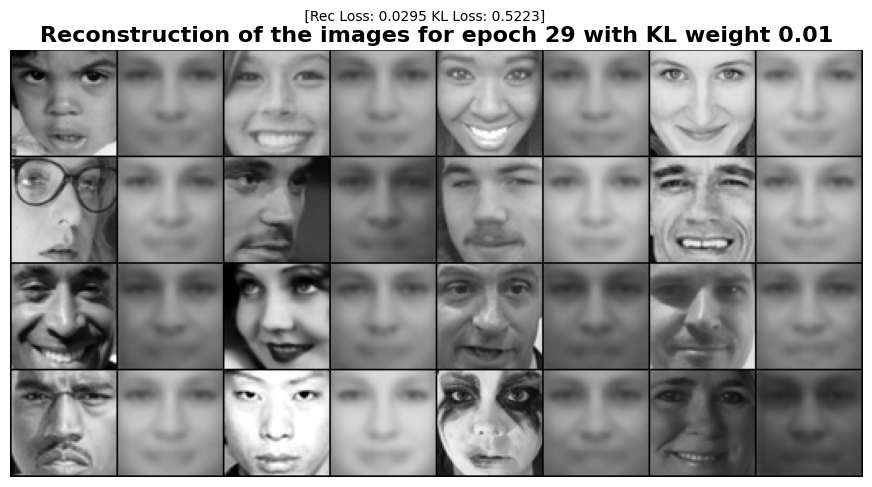 [Rec Loss: 0.0295 KL Loss: 0.5223]
Reconstruction of the images for epoch 29 with KL weight 0.01